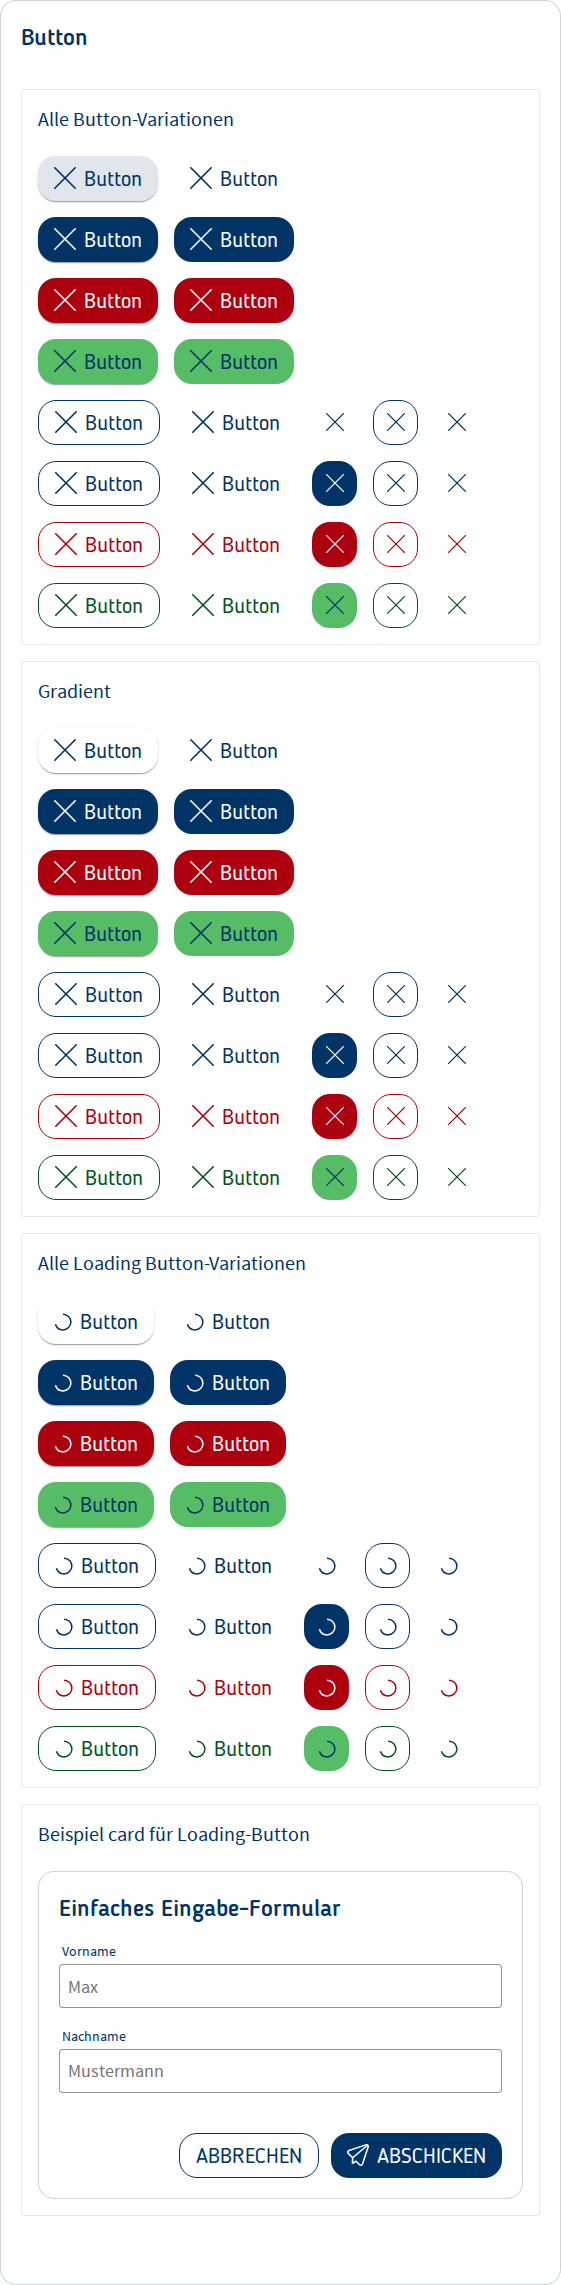 Button
Alle Button-Variationen
Button Button
Button Button
Button Button
Button Button
Button Button
Button Button
Button Button
Button Button
Gradient
Button Button
Button Button
Button Button
Button Button
Button Button
Button Button
Button Button
Button Button
Alle Loading Button-Variationen
Button Button
Button Button
Button Button
Button Button
Button Button
Button Button
Button Button
Button Button
Beispiel card für Loading-Button
Einfaches Eingabe-Formular
Vorname
Max
Nachname
Mustermann
ABBRECHEN ABSCHICKEN